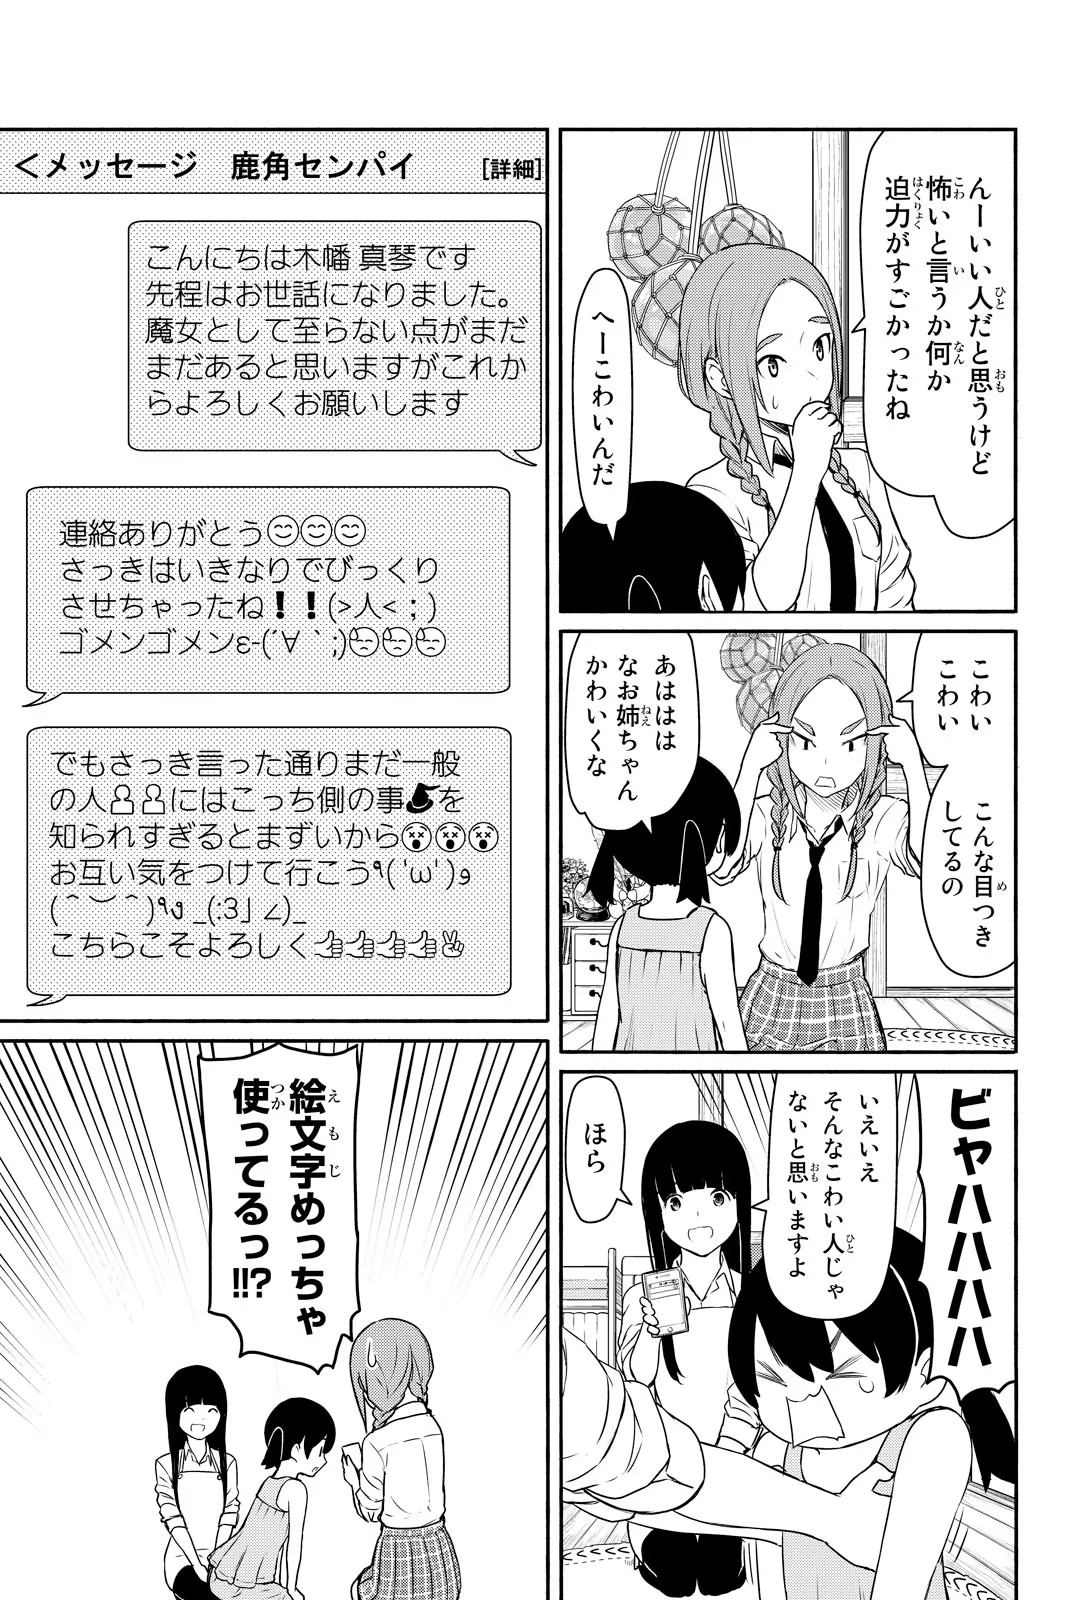 んーいい人だと思うけど
怖いと言うか何か
迫力がすごかったね
へーこわいんだ
こわい
こわい
こんな目つき
してるの
あははは
なお姉ちゃん
かわいくな
ビャハハハハハ
いえいえ
そんなこわい人じゃ
ないと思いますよ
ほら
<メッセージ 鹿角センパイ [詳細]
こんにちは木幡 真琴です
先程はお世話になりました。
魔女として至らない点がまだ
まだあると思いますがこれか
らよろしくお願いします
連絡ありがとう😊😊😊
さっきはいきなりでびっくり
させちゃったね❗❗(>人<；)
ゴメンゴメンε-(´∀｀;)😓😓😓
でもさっき言った通りまだ一般
の人👤👤にはこっち側の事🎩を
知られすぎるとまずいから😵😵😵
お互い気をつけて行こう٩( 'ω' )و
(＾︶＾)٩ง _(:3」∠)_
こちらこそよろしく👍👍👍👍✌
絵文字めっちゃ
使ってるっ!!?